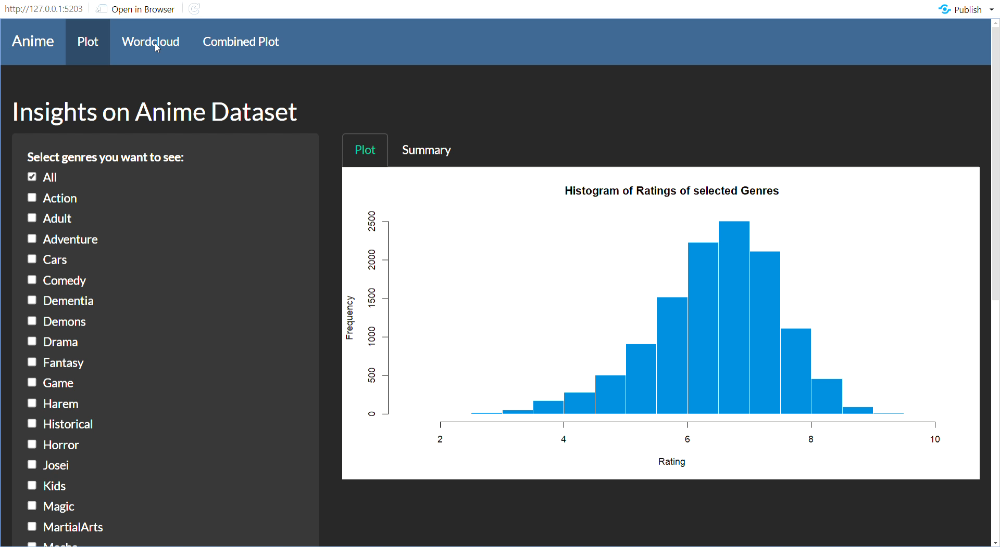 http://127.0.0.1:5203 Open in Browser Publish
Anime Plot Wordcloud Combined Plot
Insights on Anime Dataset
Select genres you want to see:
All
Action
Adult
Adventure
Cars
Comedy
Dementia
Demons
Drama
Fantasy
Game
Harem
Historical
Horror
Josei
Kids
Magic
MartialArts
Plot Summary
Histogram of Ratings of selected Genres
Frequency
2500
2000
1500
1000
500
0
2 4 6 8 10
Rating